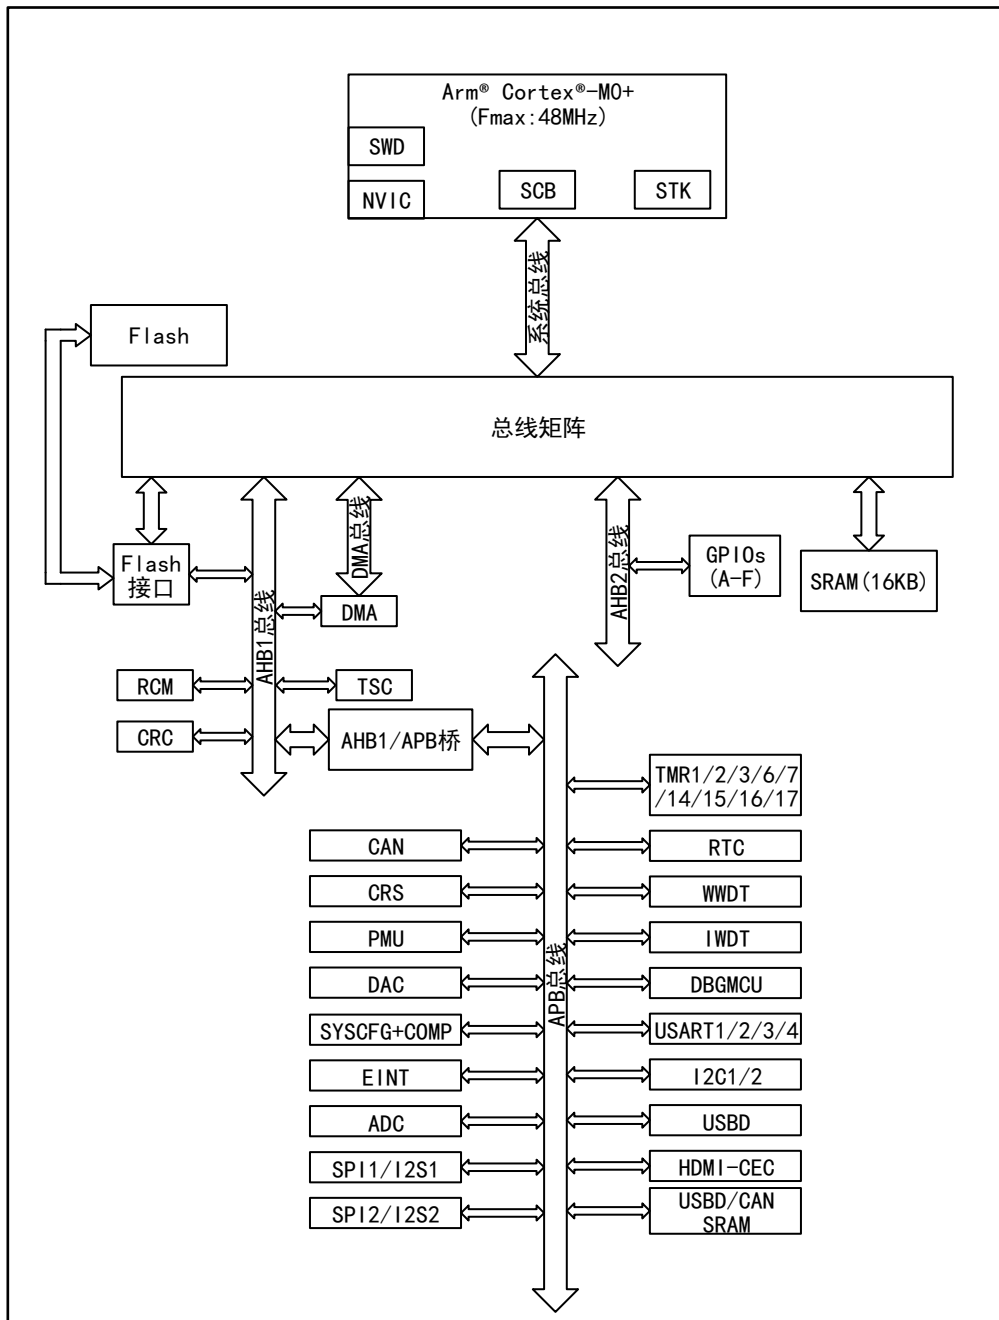 Arm® Cortex®-M0+
(Fmax:48MHz)
SWD
NVIC
SCB
STK
系统总线
Flash
总线矩阵
Flash
接口
AHB1总线
DMA总线
DMA
AHB2总线
GPIOs
(A-F)
SRAM(16KB)
RCM
TSC
CRC
AHB1/APB桥
APB总线
TMR1/2/3/6/7
/14/15/16/17
CAN
RTC
CRS
WWDT
PMU
IWDT
DAC
DBGMCU
SYSCFG+COMP
USART1/2/3/4
EINT
I2C1/2
ADC
USBD
SPI1/I2S1
HDMI-CEC
SPI2/I2S2
USBD/CAN
SRAM